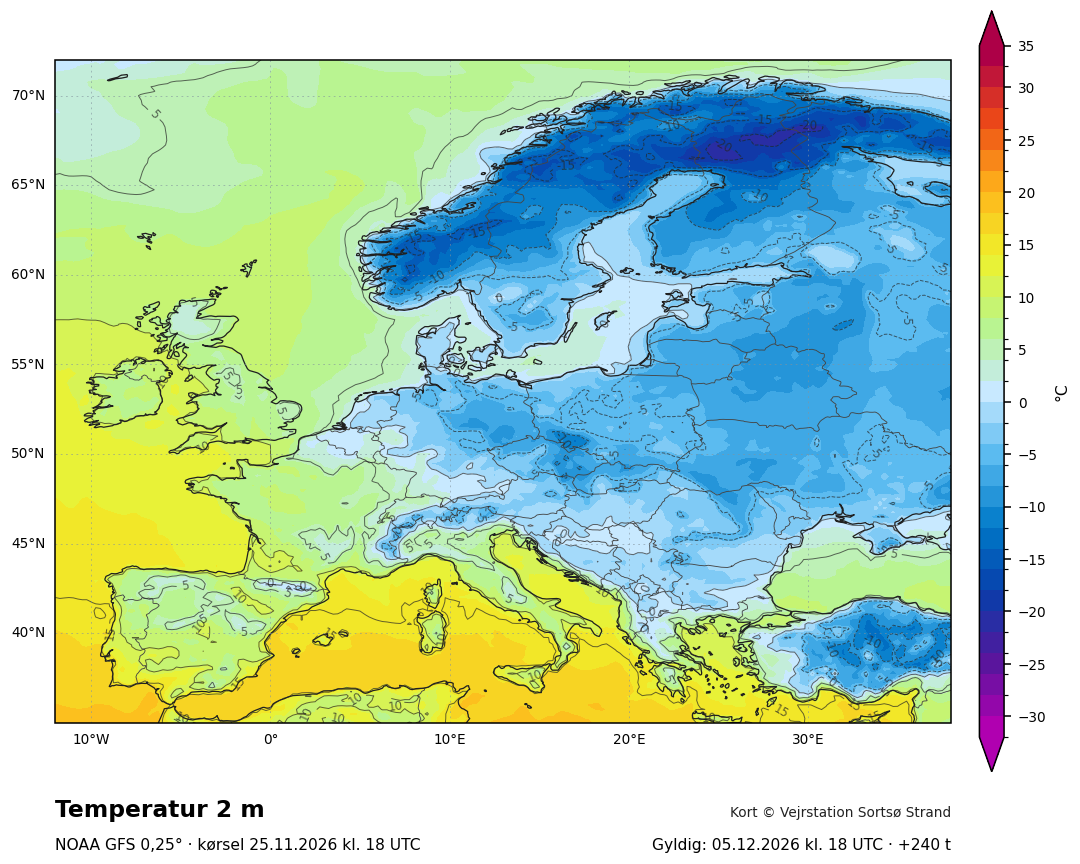 70°N
65°N
60°N
55°N
50°N
45°N
40°N
10°W
0°
10°E
20°E
30°E
35
30
25
20
15
10
5
0
−5
−10
−15
−20
−25
−30
°C
Temperatur 2 m
Kort © Vejrstation Sortsø Strand
NOAA GFS 0,25° · kørsel 25.11.2026 kl. 18 UTC
Gyldig: 05.12.2026 kl. 18 UTC · +240 t